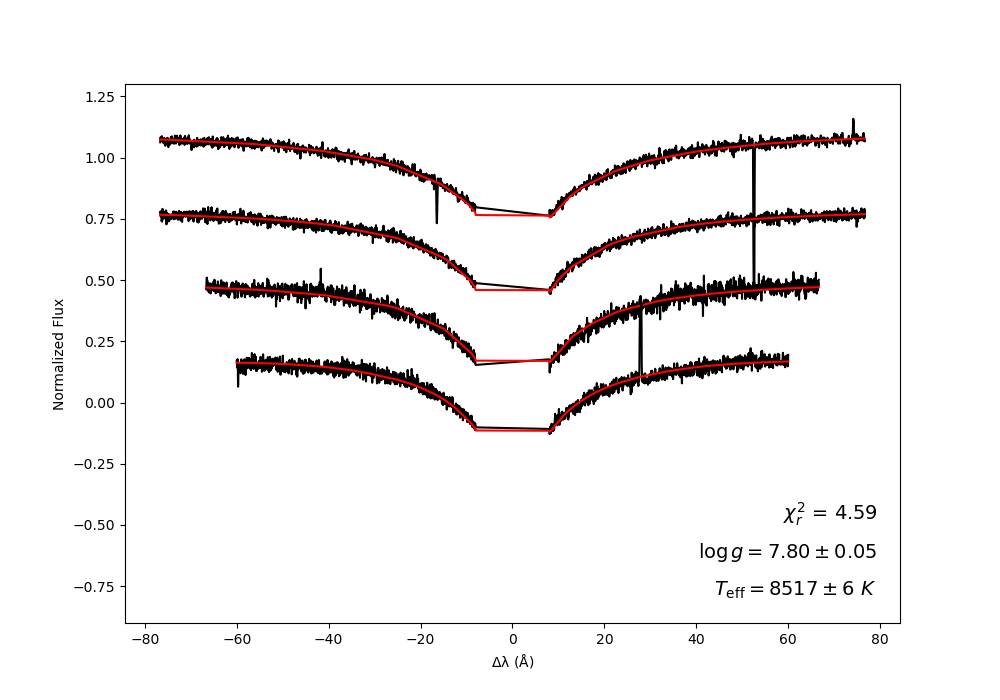 1.25
1.00
0.75
0.50
0.25
0.00
−0.25
−0.50
−0.75
Normalized Flux
χ²ᵣ = 4.59
log g = 7.80 ± 0.05
T_eff = 8517 ± 6 K
−80 −60 −40 −20 0 20 40 60 80
Δλ (Å)